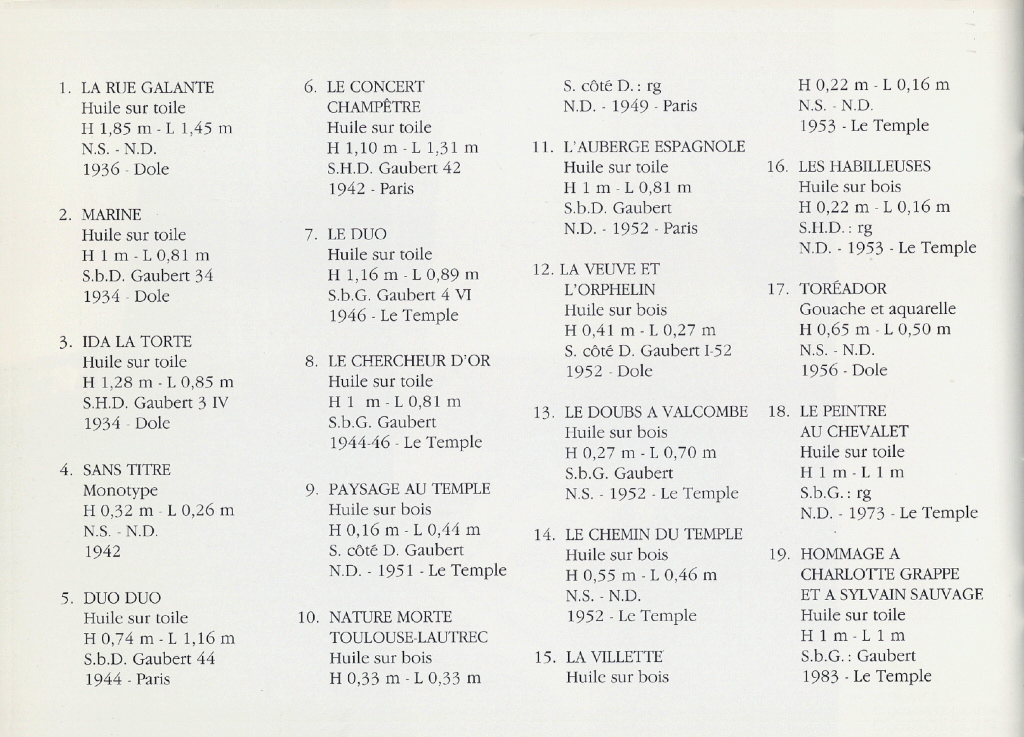 1. LA RUE GALANTE
Huile sur toile
H 1,85 m - L 1,45 m
N.S. - N.D.
1936 - Dole
2. MARINE
Huile sur toile
H 1 m - L 0,81 m
S.b.D. Gaubert 34
1934 - Dole
3. IDA LA TORTE
Huile sur toile
H 1,28 m - L 0,85 m
S.H.D. Gaubert 3 IV
1934 - Dole
4. SANS TITRE
Monotype
H 0,32 m - L 0,26 m
N.S. - N.D.
1942
5. DUO DUO
Huile sur toile
H 0,74 m - L 1,16 m
S.b.D. Gaubert 44
1944 - Paris
6. LE CONCERT
CHAMPÊTRE
Huile sur toile
H 1,10 m - L 1,31 m
S.H.D. Gaubert 42
1942 - Paris
7. LE DUO
Huile sur toile
H 1,16 m - L 0,89 m
S.b.G. Gaubert 4 VI
1946 - Le Temple
8. LE CHERCHEUR D'OR
Huile sur toile
H 1 m - L 0,81 m
S.b.G. Gaubert
1944-46 - Le Temple
9. PAYSAGE AU TEMPLE
Huile sur bois
H 0,16 m - L 0,44 m
S. côté D. Gaubert
N.D. - 1951 - Le Temple
10. NATURE MORTE
TOULOUSE-LAUTREC
Huile sur bois
H 0,33 m - L 0,33 m
S. côté D. : rg
N.D. - 1949 - Paris
11. L'AUBERGE ESPAGNOLE
Huile sur toile
H 1 m - L 0,81 m
S.b.D. Gaubert
N.D. - 1952 - Paris
12. LA VEUVE ET
L'ORPHELIN
Huile sur bois
H 0,41 m - L 0,27 m
S. côté D. Gaubert I-52
1952 - Dole
13. LE DOUBS A VALCOMBE
Huile sur bois
H 0,27 m - L 0,70 m
S.b.G. Gaubert
N.S. - 1952 - Le Temple
14. LE CHEMIN DU TEMPLE
Huile sur bois
H 0,55 m - L 0,46 m
N.S. - N.D.
1952 - Le Temple
15. LA VILLETTE
Huile sur bois
H 0,22 m - L 0,16 m
N.S. - N.D.
1953 - Le Temple
16. LES HABILLEUSES
Huile sur bois
H 0,22 m - L 0,16 m
S.H.D. : rg
N.D. - 1953 - Le Temple
17. TORÉADOR
Gouache et aquarelle
H 0,65 m - L 0,50 m
N.S. - N.D.
1956 - Dole
18. LE PEINTRE
AU CHEVALET
Huile sur toile
H 1 m - L 1 m
S.b.G. : rg
N.D. - 1973 - Le Temple
19. HOMMAGE A
CHARLOTTE GRAPPE
ET A SYLVAIN SAUVAGE
Huile sur toile
H 1 m - L 1 m
S.b.G. : Gaubert
1983 - Le Temple